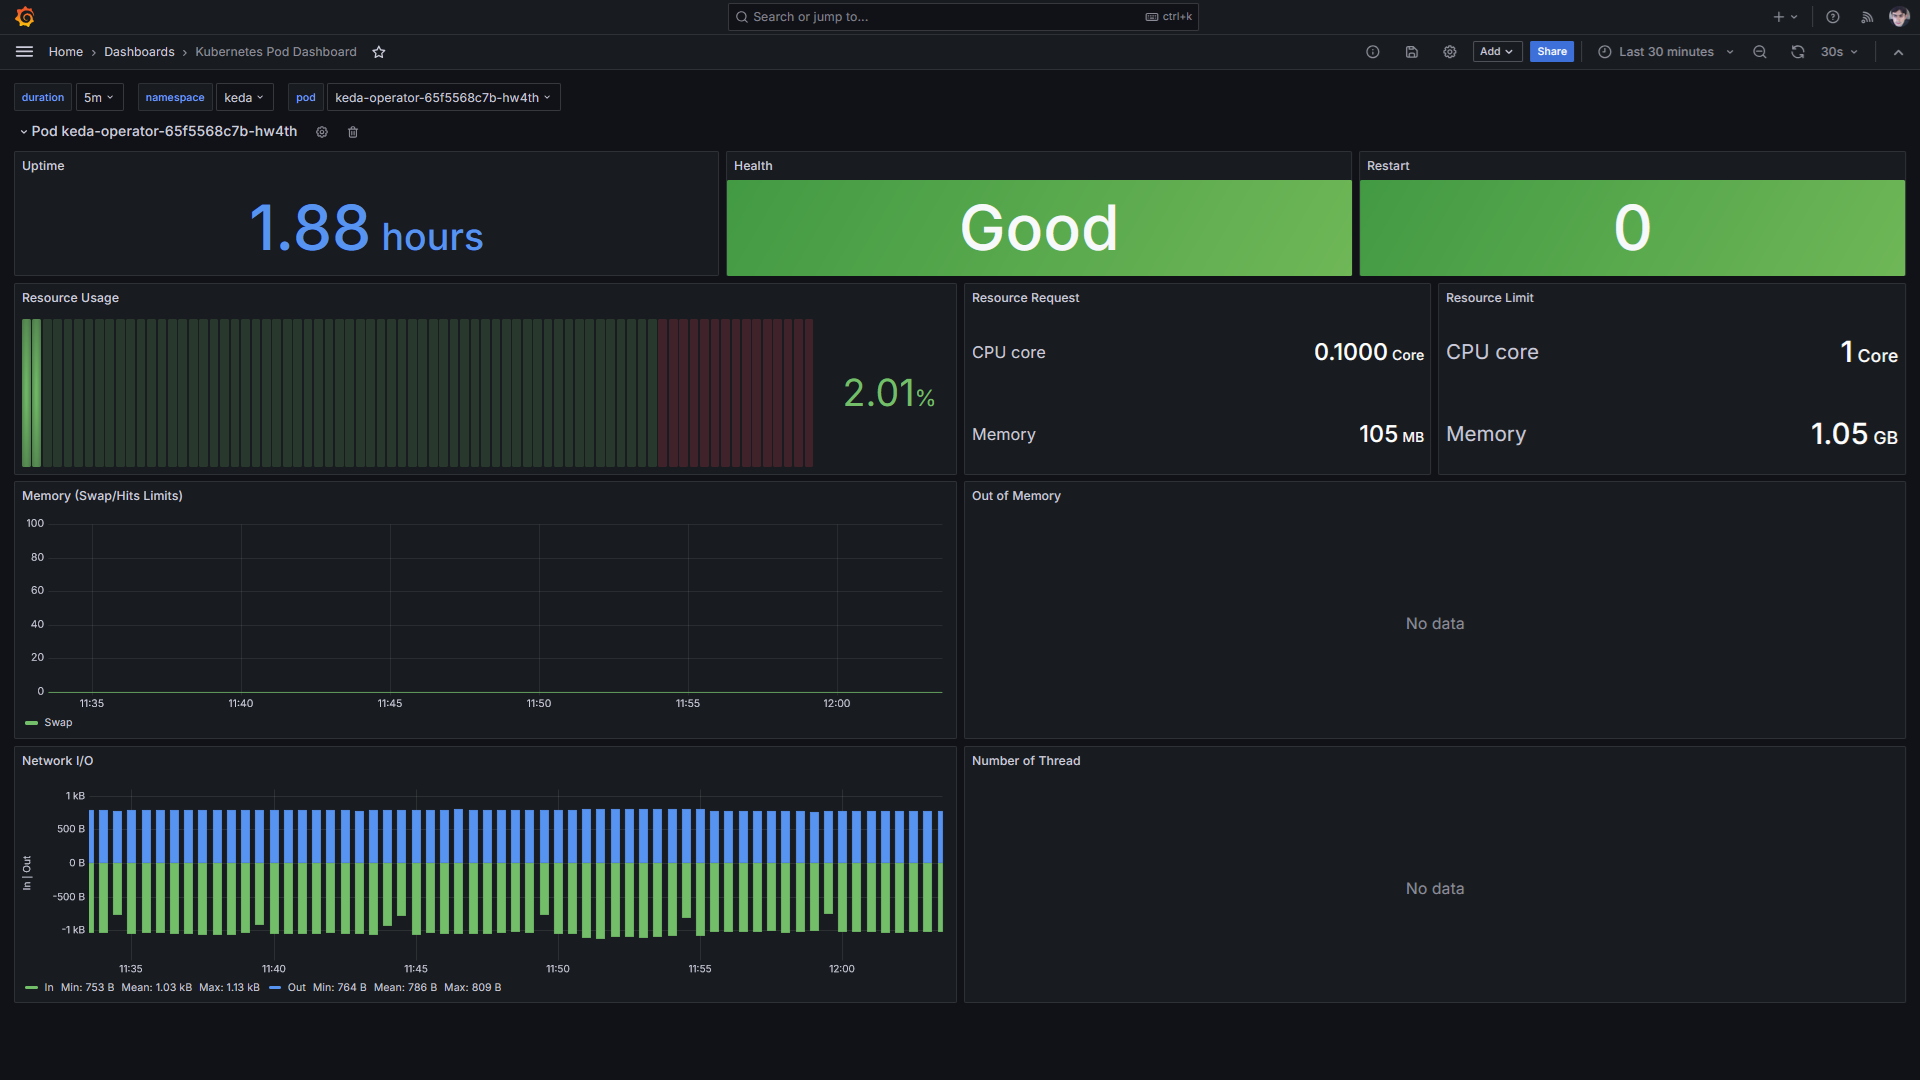 Search or jump to...
ctrl+k
Home › Dashboards › Kubernetes Pod Dashboard
Add
Share
Last 30 minutes
30s
duration
5m
namespace
keda
pod
keda-operator-65f5568c7b-hw4th
Pod keda-operator-65f5568c7b-hw4th
Uptime
1.88 hours
Health
Good
Restart
0
Resource Usage
2.01%
Resource Request
CPU core
0.1000 Core
Memory
105 MB
Resource Limit
CPU core
1 Core
Memory
1.05 GB
Memory (Swap/Hits Limits)
100
80
60
40
20
0
11:35
11:40
11:45
11:50
11:55
12:00
Swap
Out of Memory
No data
Network I/O
In | Out
1 kB
500 B
0 B
-500 B
-1 kB
11:35
11:40
11:45
11:50
11:55
12:00
In Min: 753 B Mean: 1.03 kB Max: 1.13 kB
Out Min: 764 B Mean: 786 B Max: 809 B
Number of Thread
No data